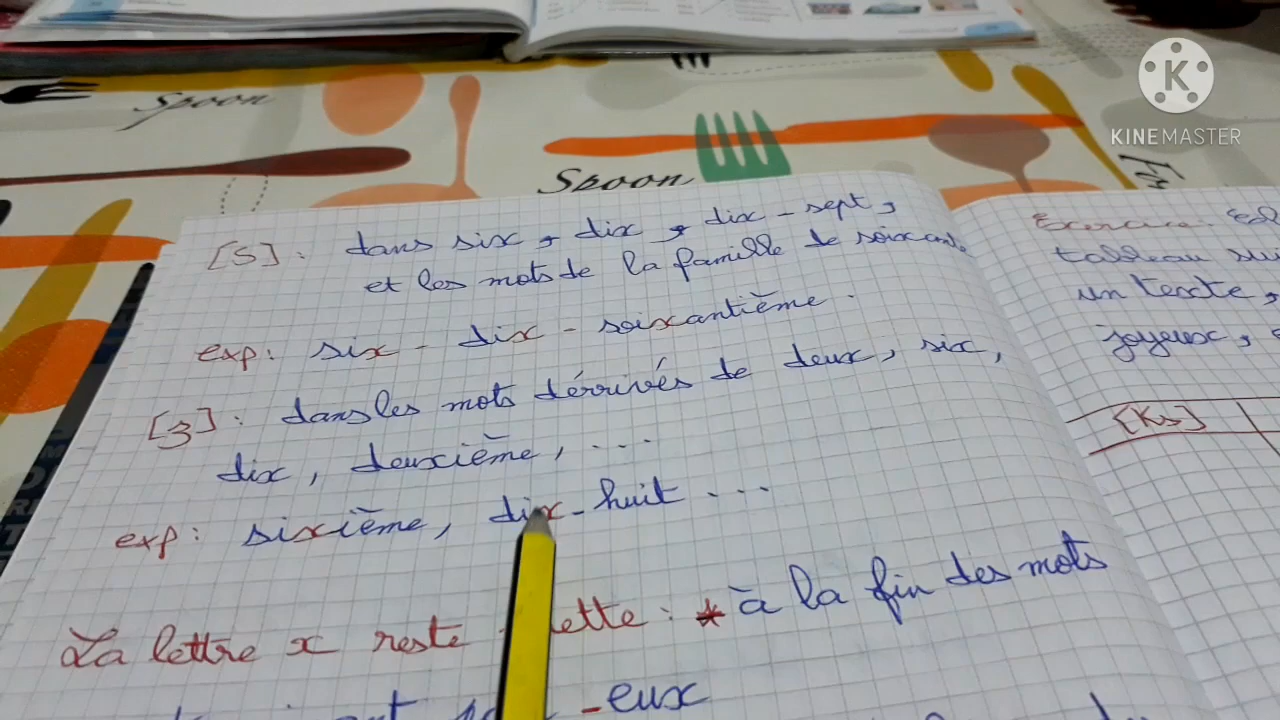 K
KINEMASTER
Spoon
Spoon
[S] : dans six, dix, dix-sept,
et les mots de la famille de soixante
exp: six - dix - soixantième.
[z] : dans les mots dérrivés de deux, six,
dix, deuxième, ...
exp: sixième, dix-huit ...
La lettre x reste : * à la fin des mots
-eux
Exercice
tableau
un texte,
joyeux,
[Ks]